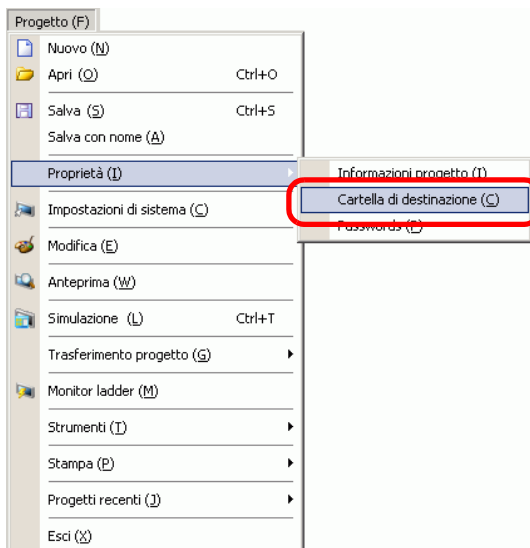 Progetto (F)
Nuovo (N)
Apri (O) Ctrl+O
Salva (S) Ctrl+S
Salva con nome (A)
Proprietà (I)
Informazioni progetto (I)
Cartella di destinazione (C)
Passwords (P)
Impostazioni di sistema (C)
Modifica (E)
Anteprima (W)
Simulazione (L) Ctrl+T
Trasferimento progetto (G)
Monitor ladder (M)
Strumenti (T)
Stampa (P)
Progetti recenti (J)
Esci (X)